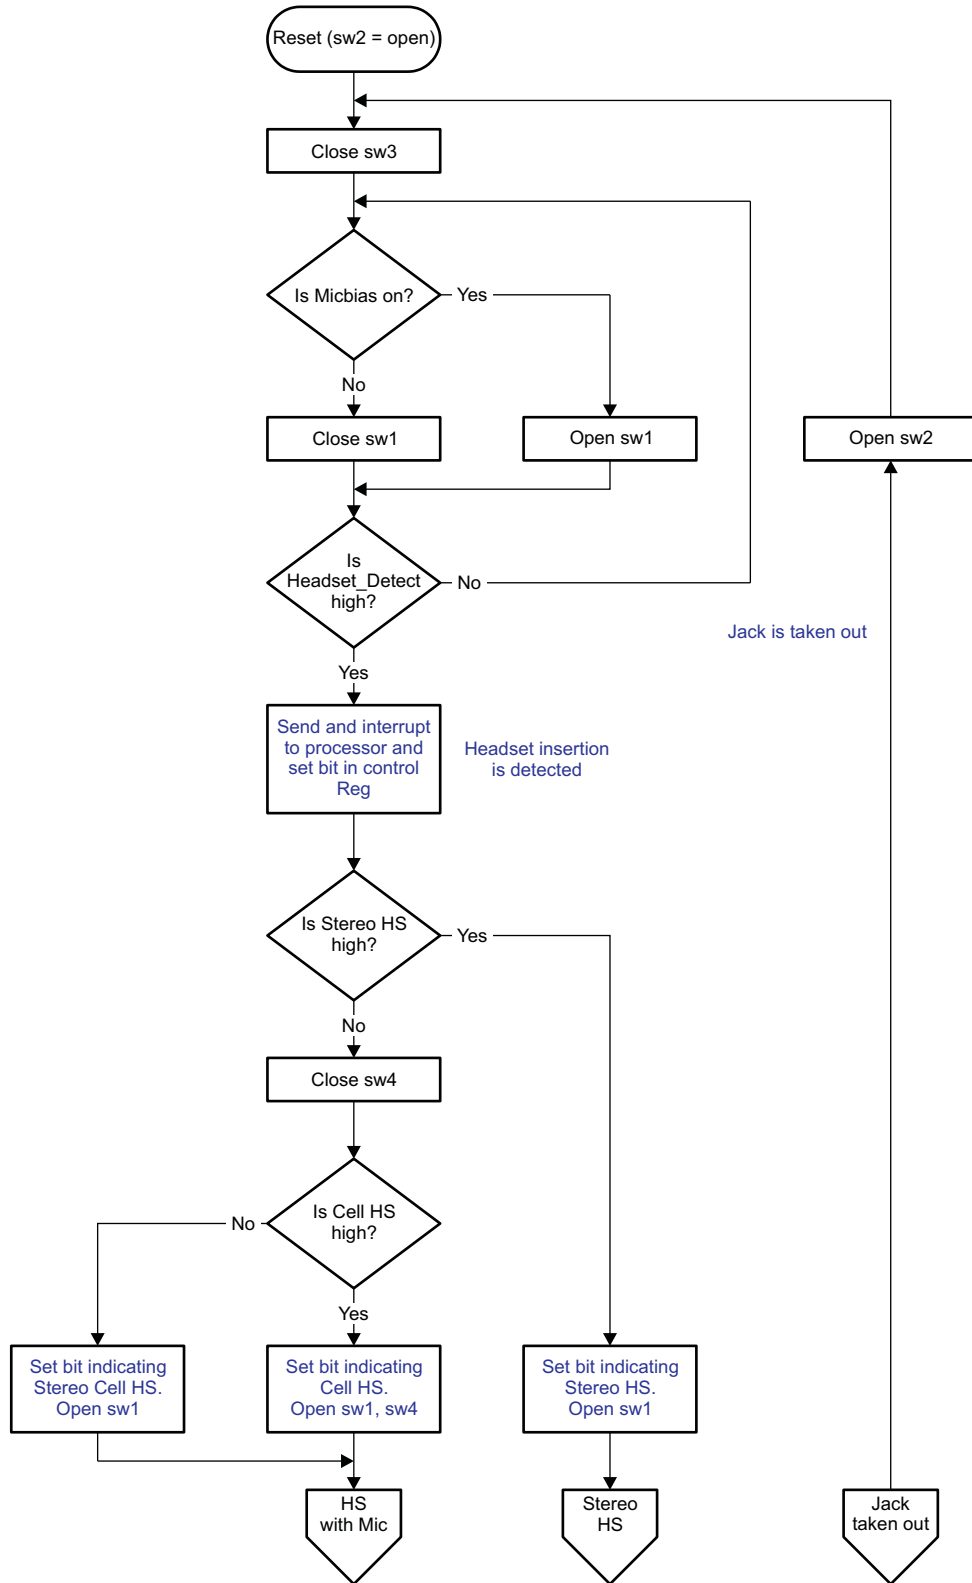 Reset (sw2 = open)
Close sw3
Is Micbias on?
Yes
No
Close sw1
Open sw1
Open sw2
Is
Headset_Detect
high?
No
Jack is taken out
Yes
Send and interrupt
to processor and
set bit in control
Reg
Headset insertion
is detected
Is Stereo HS
high?
Yes
No
Close sw4
Is Cell HS
high?
No
Yes
Set bit indicating
Stereo Cell HS.
Open sw1
Set bit indicating
Cell HS.
Open sw1, sw4
Set bit indicating
Stereo HS.
Open sw1
HS
with Mic
Stereo
HS
Jack
taken out